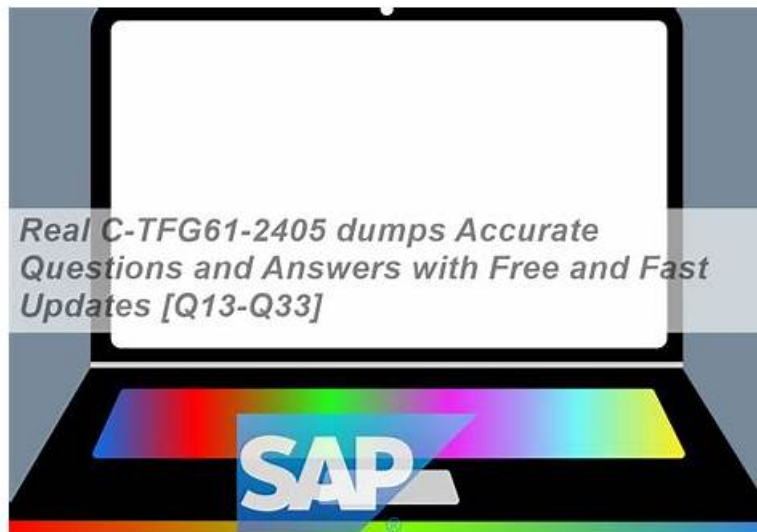 Real C-TFG61-2405 dumps Accurate
Questions and Answers with Free and Fast
Updates [Q13-Q33]
SAP